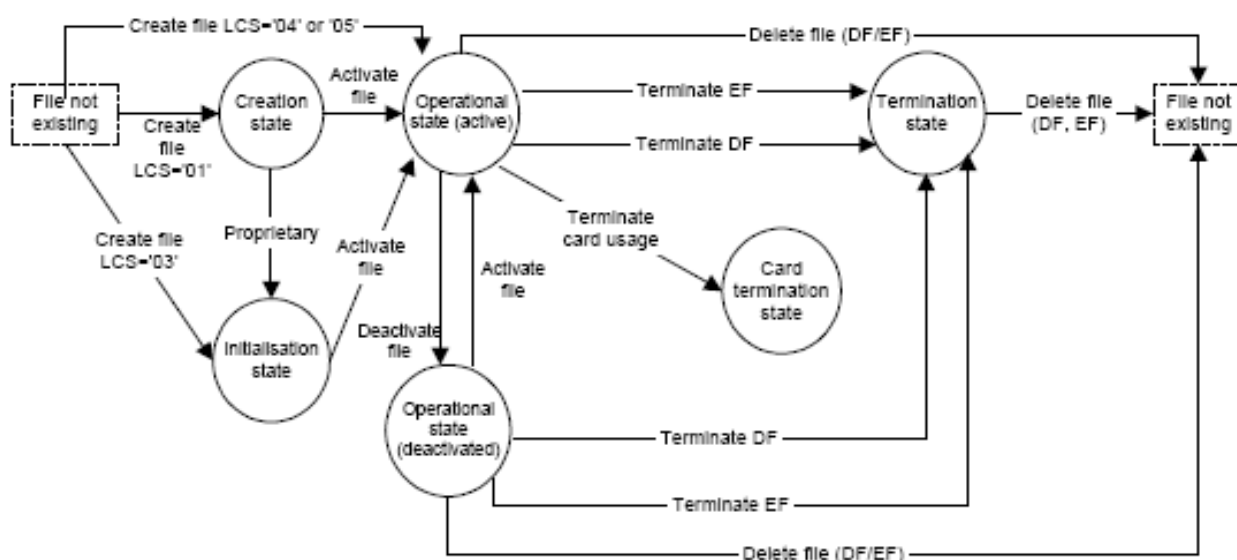 Create file LCS='04' or '05'
Delete file (DF/EF)
File not
existing
Create
file
LCS='01'
Creation
state
Activate
file
Operational
state (active)
Terminate EF
Terminate DF
Termination
state
Delete file
(DF, EF)
File not
existing
Create file
LCS='03'
Proprietary
Activate
file
Initialisation
state
Deactivate
file
Activate
file
Terminate
card usage
Card
termination
state
Operational
state
(deactivated)
Terminate DF
Terminate EF
Delete file (DF/EF)